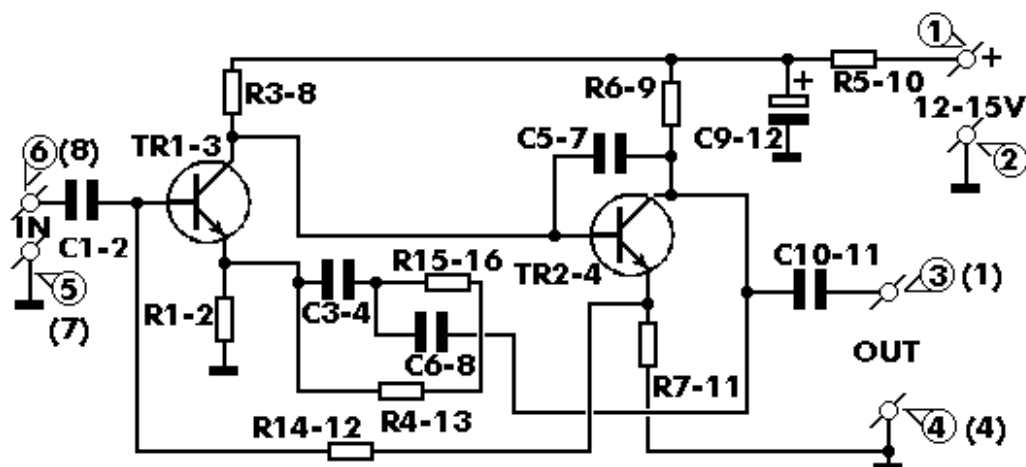 1
+
R5-10
12-15V
2
R3-8
R6-9
+
C9-12
C5-7
TR1-3
6 (8)
IN
C1-2
5
(7)
R15-16
TR2-4
C10-11
3 (1)
R1-2
C3-4
C6-8
OUT
R7-11
R4-13
R14-12
4 (4)